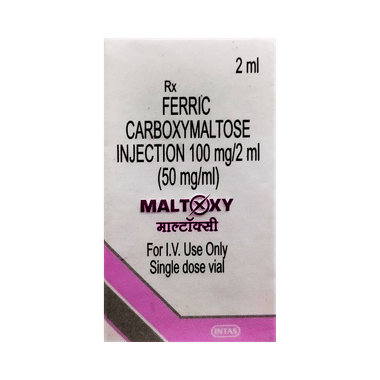 2 ml
Rx
FERRIC
CARBOXYMALTOSE
INJECTION 100 mg/2 ml
(50 mg/ml)
MALTOXY
माल्टॉक्सी
For I.V. Use Only
Single dose vial
INTAS